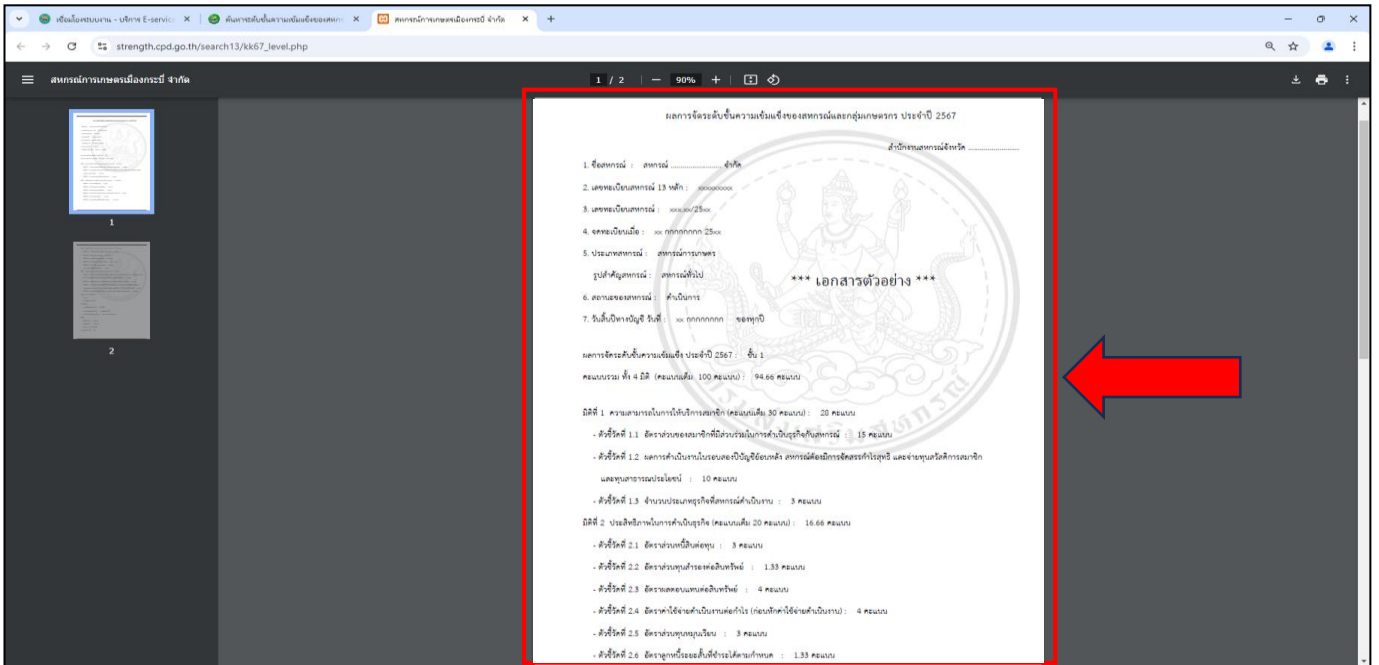 เชื่อมโยงระบบงาน - บริการ E-servic
ค้นหาระดับชั้นความเข้มแข็งของสหกร
สหกรณ์การเกษตรเมืองกระบี่ จำกัด
strength.cpd.go.th/search13/kk67_level.php
สหกรณ์การเกษตรเมืองกระบี่ จำกัด
1 / 2
90%
1
2
ผลการจัดระดับชั้นความเข้มแข็งของสหกรณ์และกลุ่มเกษตรกร ประจำปี 2567
สำนักงานสหกรณ์จังหวัด ........................
1. ชื่อสหกรณ์ : สหกรณ์ ........................ จำกัด
2. เลขทะเบียนสหกรณ์ 13 หลัก : xxxxxxxxxx
3. เลขทะเบียนสหกรณ์ : xxx.xx/25xx
4. จดทะเบียนเมื่อ : xx กกกกกกกก 25xx
5. ประเภทสหกรณ์ : สหกรณ์การเกษตร
รูปสำคัญสหกรณ์ : สหกรณ์ทั่วไป
*** เอกสารตัวอย่าง ***
6. สถานะของสหกรณ์ : ดำเนินการ
7. วันสิ้นปีทางบัญชี วันที่ : xx กกกกกกกก ของทุกปี
ผลการจัดระดับชั้นความเข้มแข็ง ประจำปี 2567 : ชั้น 1
คะแนนรวม ทั้ง 4 มิติ (คะแนนเต็ม 100 คะแนน) : 94.66 คะแนน
มิติที่ 1 ความสามารถในการให้บริการสมาชิก (คะแนนเต็ม 30 คะแนน) : 28 คะแนน
- ตัวชี้วัดที่ 1.1 อัตราส่วนของสมาชิกที่มีส่วนร่วมในการดำเนินธุรกิจกับสหกรณ์ : 15 คะแนน
- ตัวชี้วัดที่ 1.2 ผลการดำเนินงานในรอบสองปีบัญชีย้อนหลัง สหกรณ์ต้องมีการจัดสรรกำไรสุทธิ และจ่ายทุนสวัสดิการสมาชิก
และทุนสาธารณประโยชน์ : 10 คะแนน
- ตัวชี้วัดที่ 1.3 จำนวนประเภทธุรกิจที่สหกรณ์ดำเนินงาน : 3 คะแนน
มิติที่ 2 ประสิทธิภาพในการดำเนินธุรกิจ (คะแนนเต็ม 20 คะแนน) : 16.66 คะแนน
- ตัวชี้วัดที่ 2.1 อัตราส่วนหนี้สินต่อทุน : 3 คะแนน
- ตัวชี้วัดที่ 2.2 อัตราส่วนทุนสำรองต่อสินทรัพย์ : 1.33 คะแนน
- ตัวชี้วัดที่ 2.3 อัตราผลตอบแทนต่อสินทรัพย์ : 4 คะแนน
- ตัวชี้วัดที่ 2.4 อัตราค่าใช้จ่ายดำเนินงานต่อกำไร (ก่อนหักค่าใช้จ่ายดำเนินงาน) : 4 คะแนน
- ตัวชี้วัดที่ 2.5 อัตราส่วนทุนหมุนเวียน : 3 คะแนน
- ตัวชี้วัดที่ 2.6 อัตราลูกหนี้ระยะสั้นที่ชำระได้ตามกำหนด : 1.33 คะแนน
กรมส่งเสริมสหกรณ์